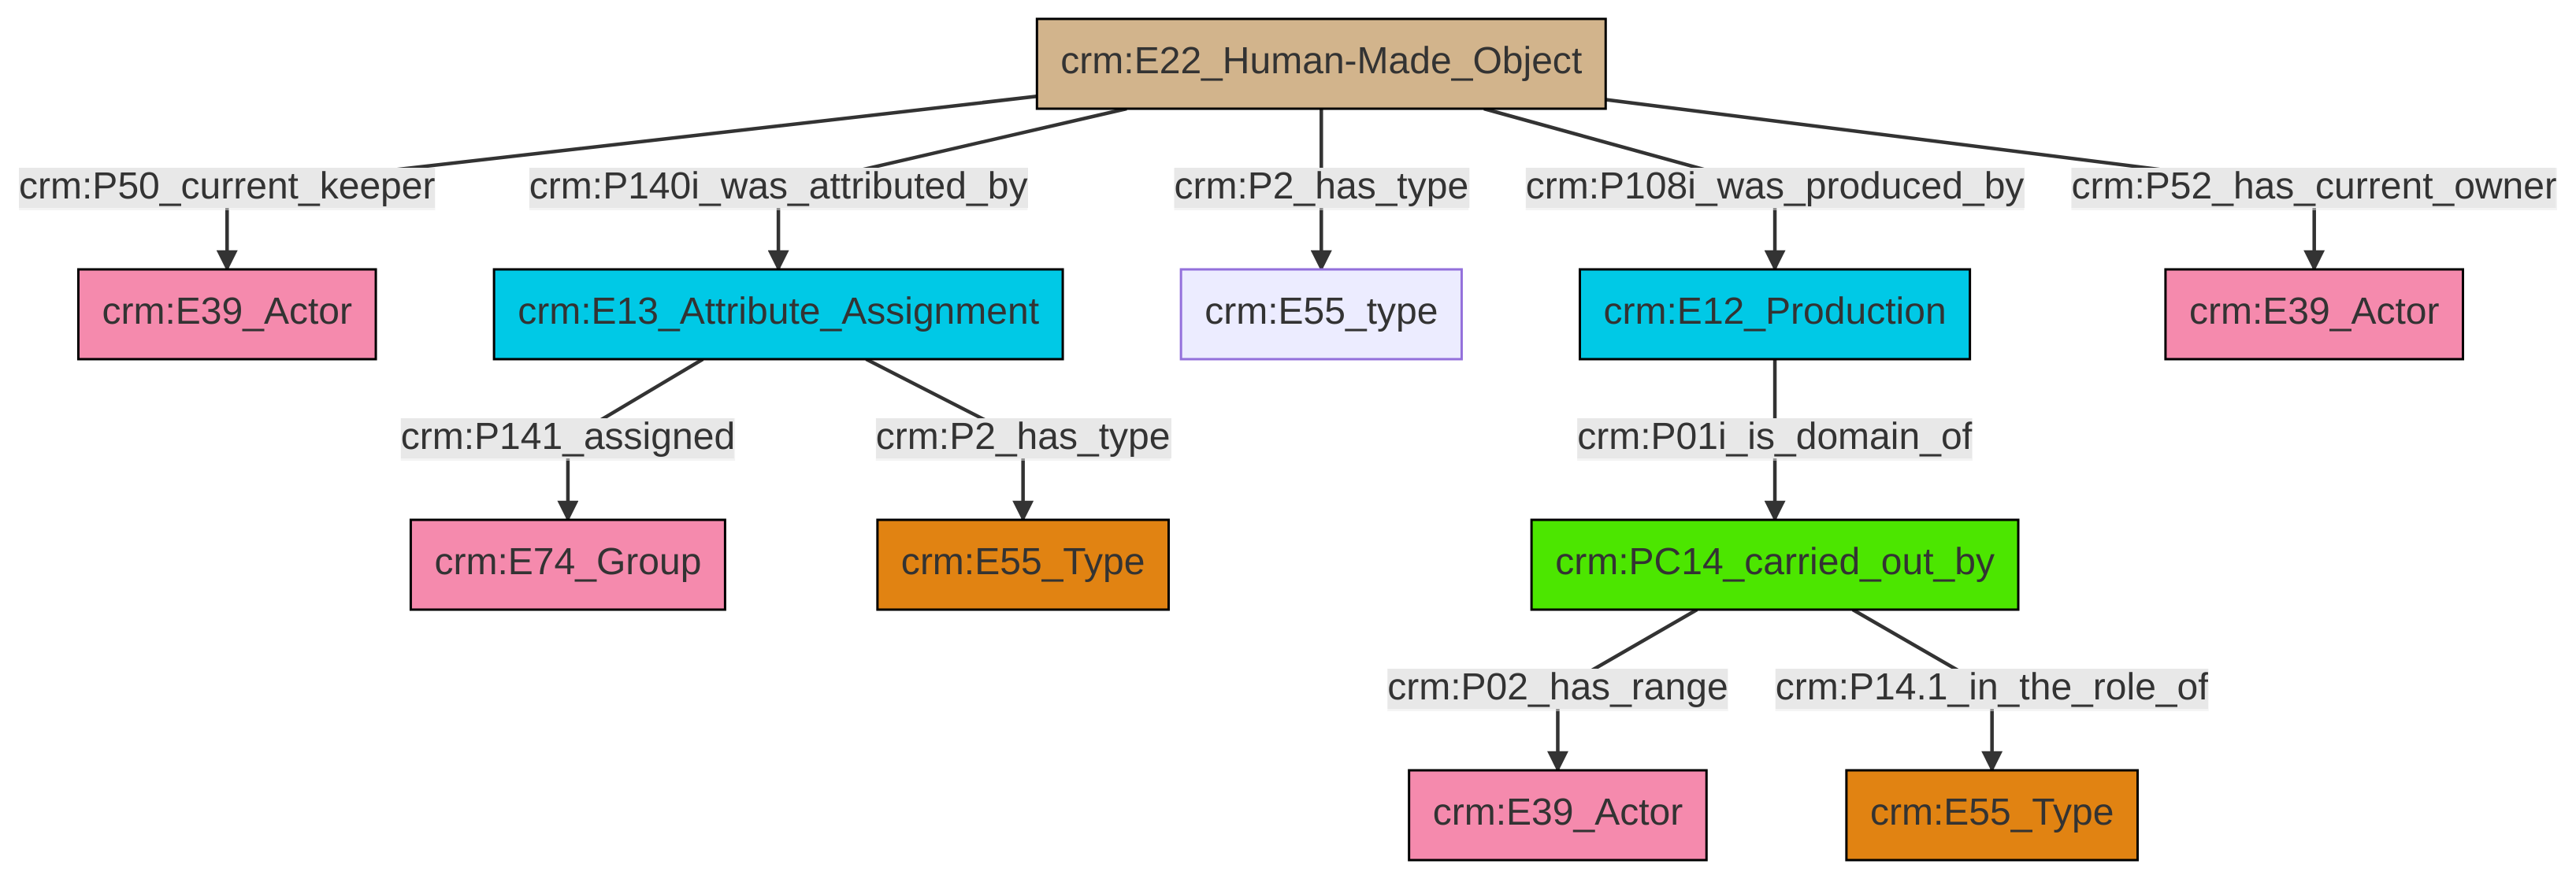 crm:E22_Human-Made_Object
crm:P50_current_keeper
crm:P140i_was_attributed_by
crm:P2_has_type
crm:P108i_was_produced_by
crm:P52_has_current_owner
crm:E39_Actor
crm:E13_Attribute_Assignment
crm:E55_type
crm:E12_Production
crm:E39_Actor
crm:P141_assigned
crm:P2_has_type
crm:P01i_is_domain_of
crm:E74_Group
crm:E55_Type
crm:PC14_carried_out_by
crm:P02_has_range
crm:P14.1_in_the_role_of
crm:E39_Actor
crm:E55_Type